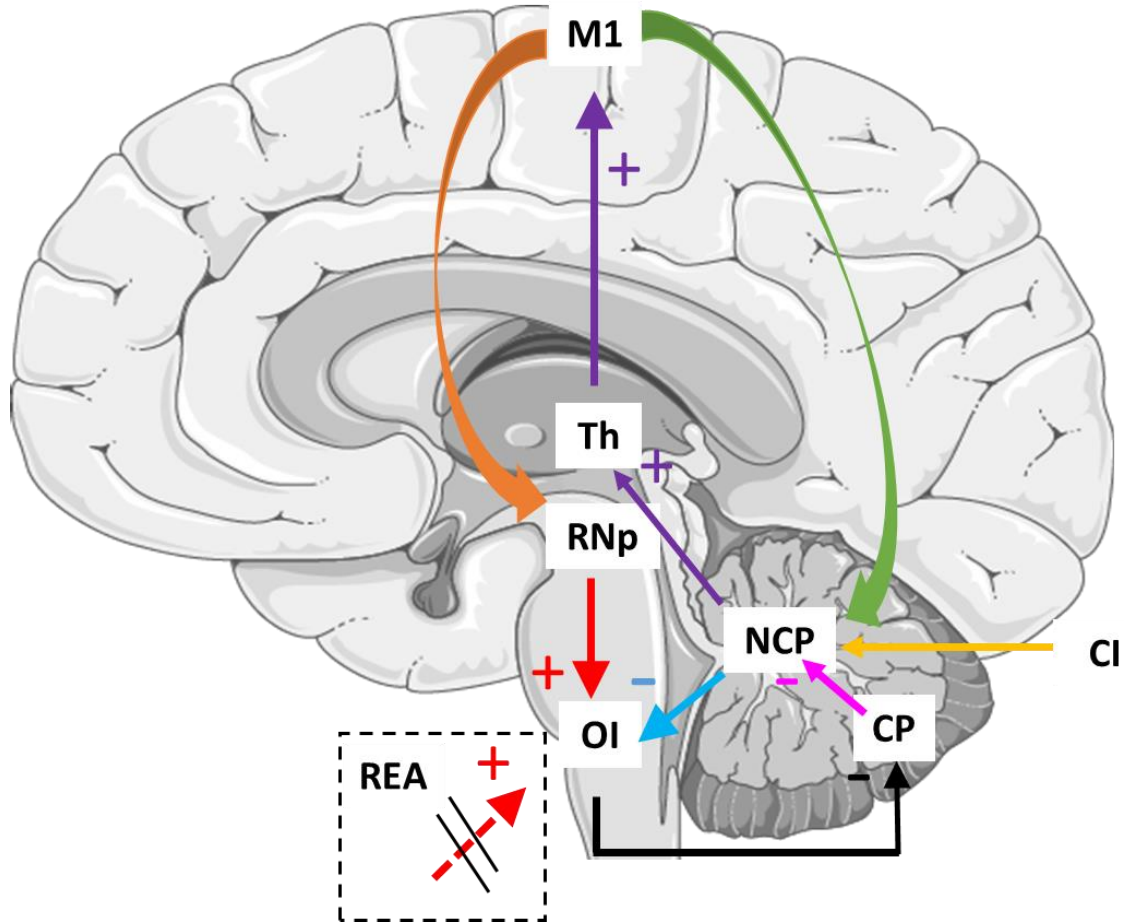 M1
+
Th
+
RNp
NCP
CI
+
-
-
OI
CP
-
REA
+